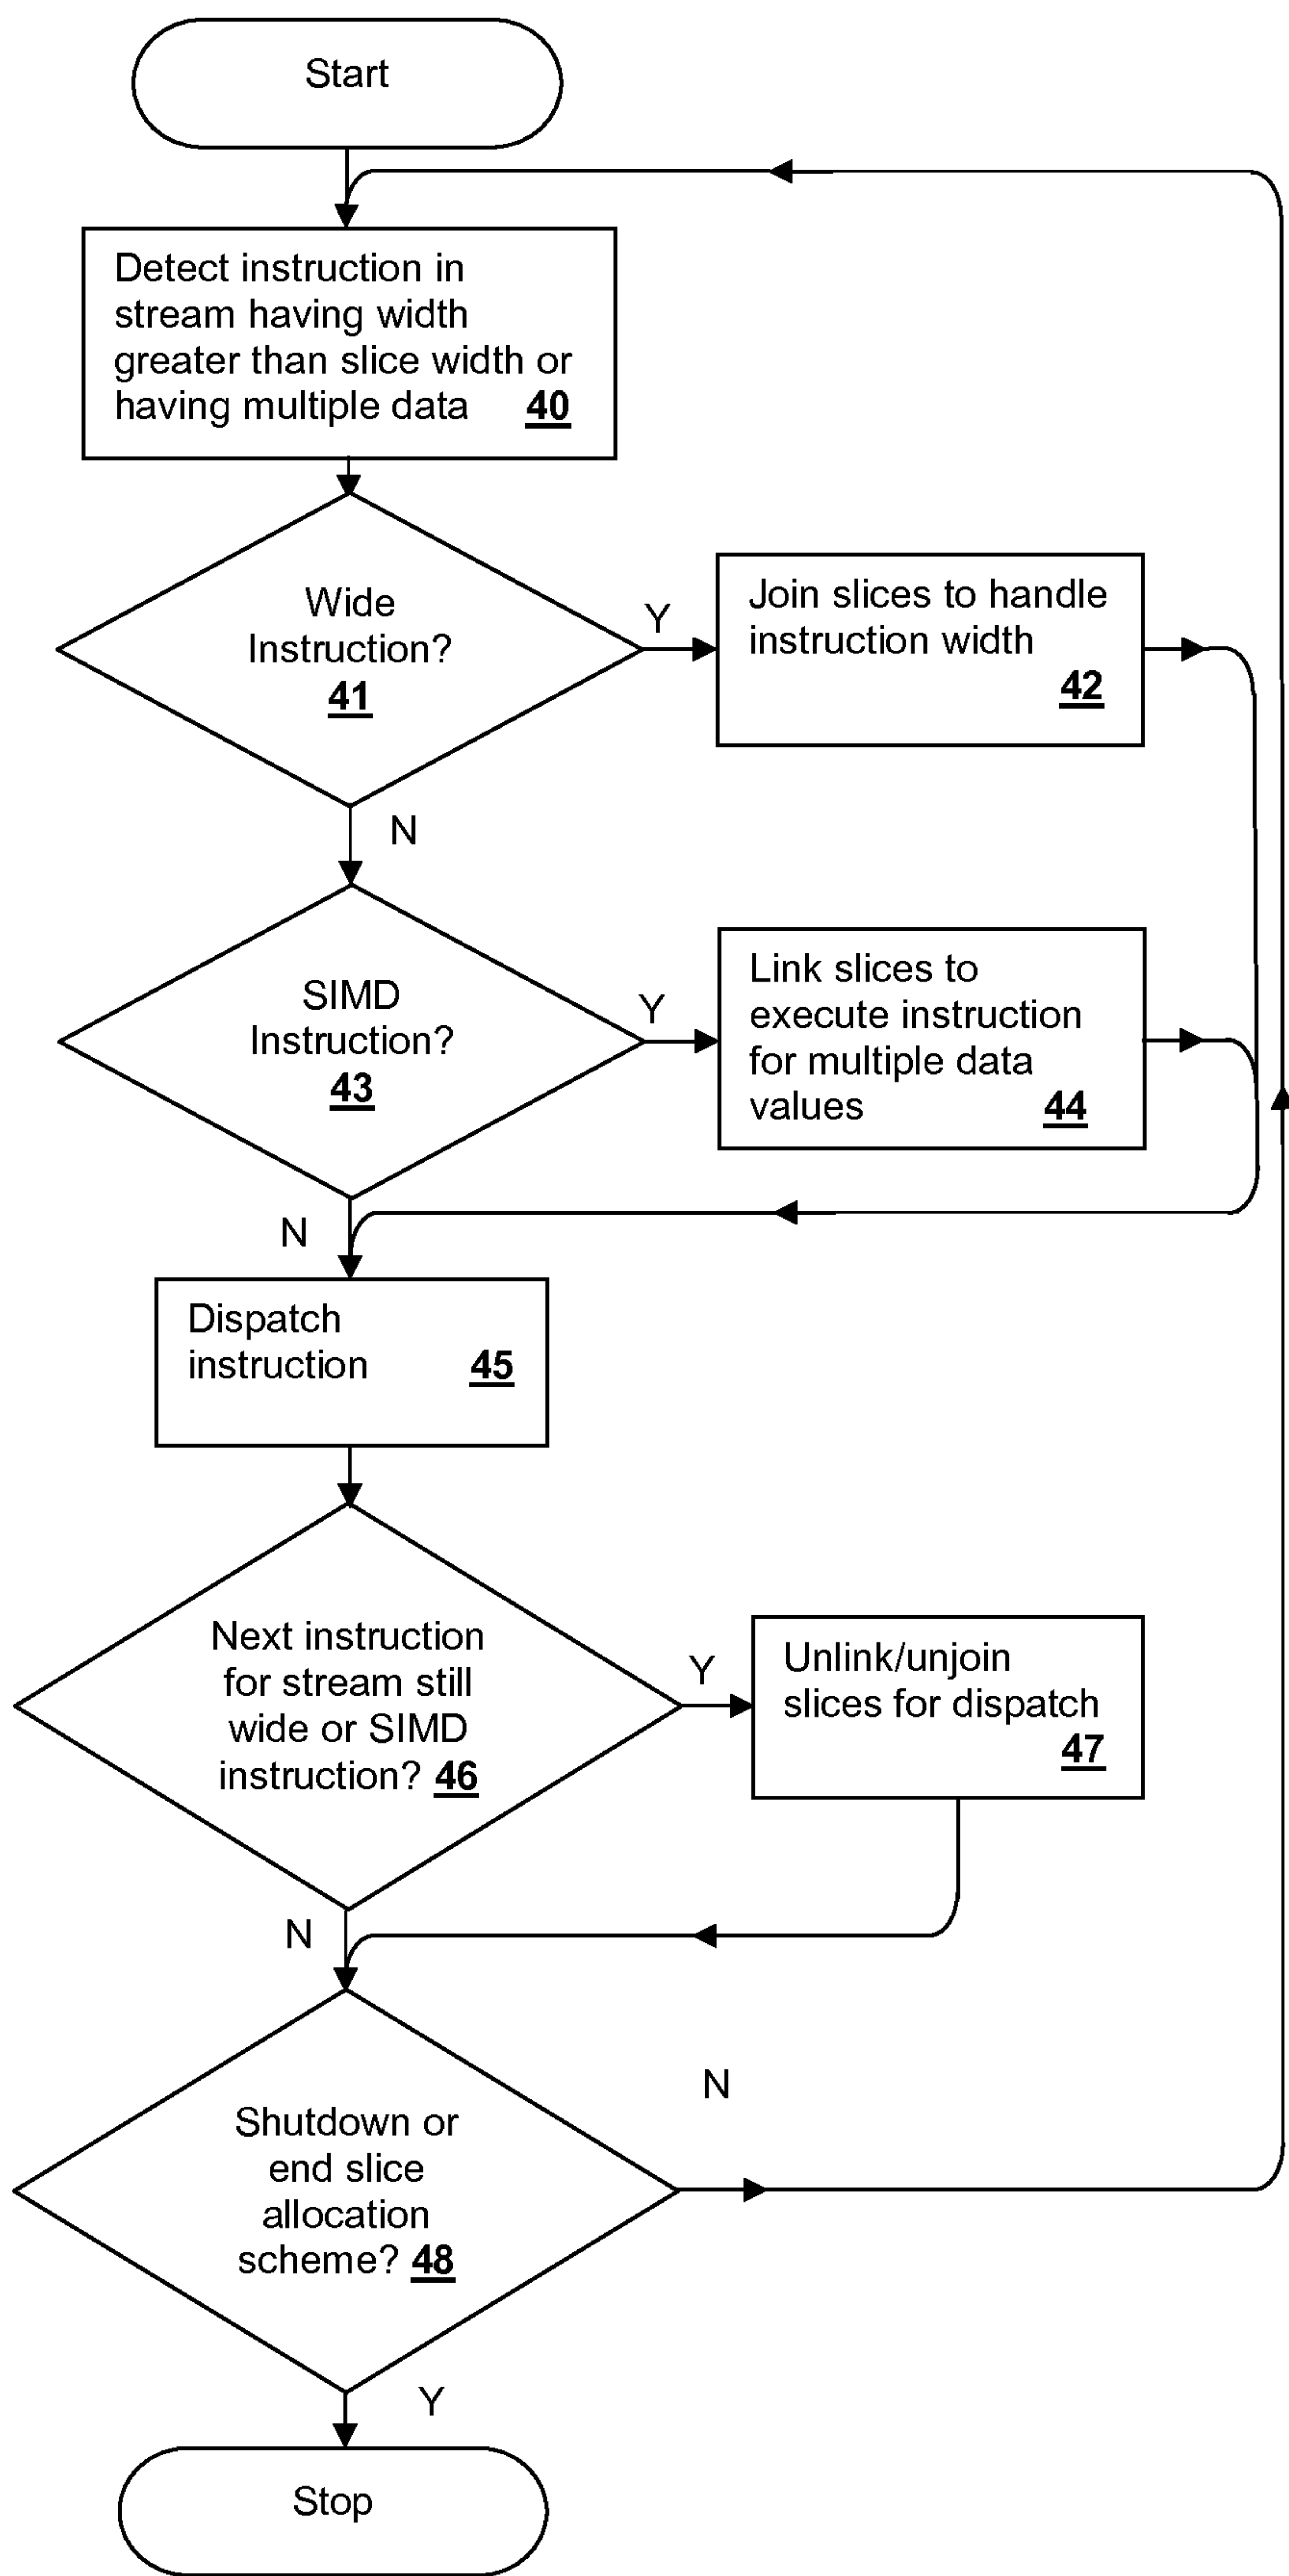 Start
Detect instruction in
stream having width
greater than slice width or
having multiple data 40
Wide
Instruction?
41
Y
Join slices to handle
instruction width
42
N
SIMD
Instruction?
43
Y
Link slices to
execute instruction
for multiple data
values 44
N
Dispatch
instruction 45
Next instruction
for stream still
wide or SIMD
instruction? 46
Y
Unlink/unjoin
slices for dispatch
47
N
Shutdown or
end slice
allocation
scheme? 48
N
Y
Stop